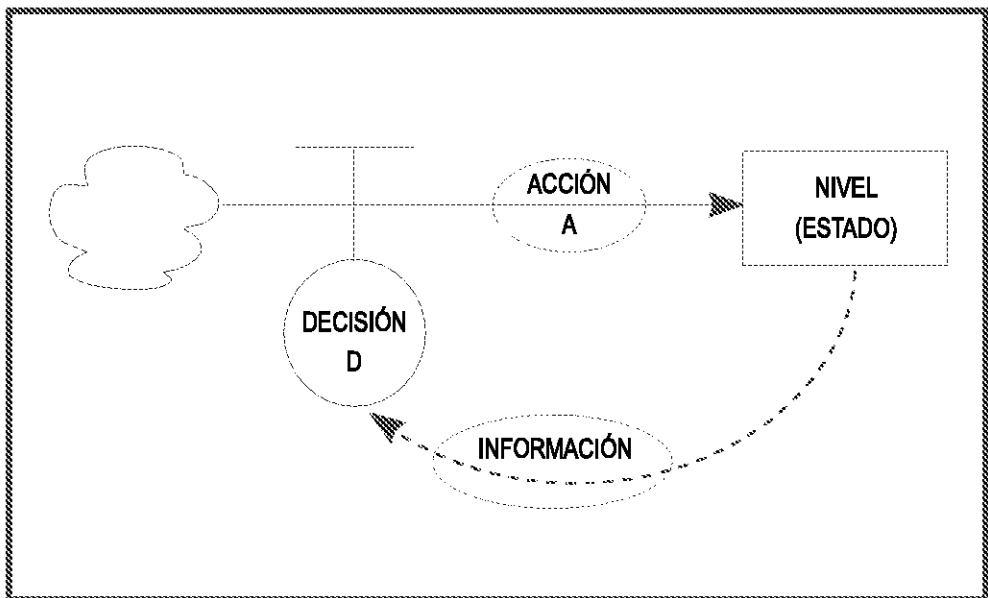 ACCIÓN
A
NIVEL
(ESTADO)
DECISIÓN
D
INFORMACIÓN